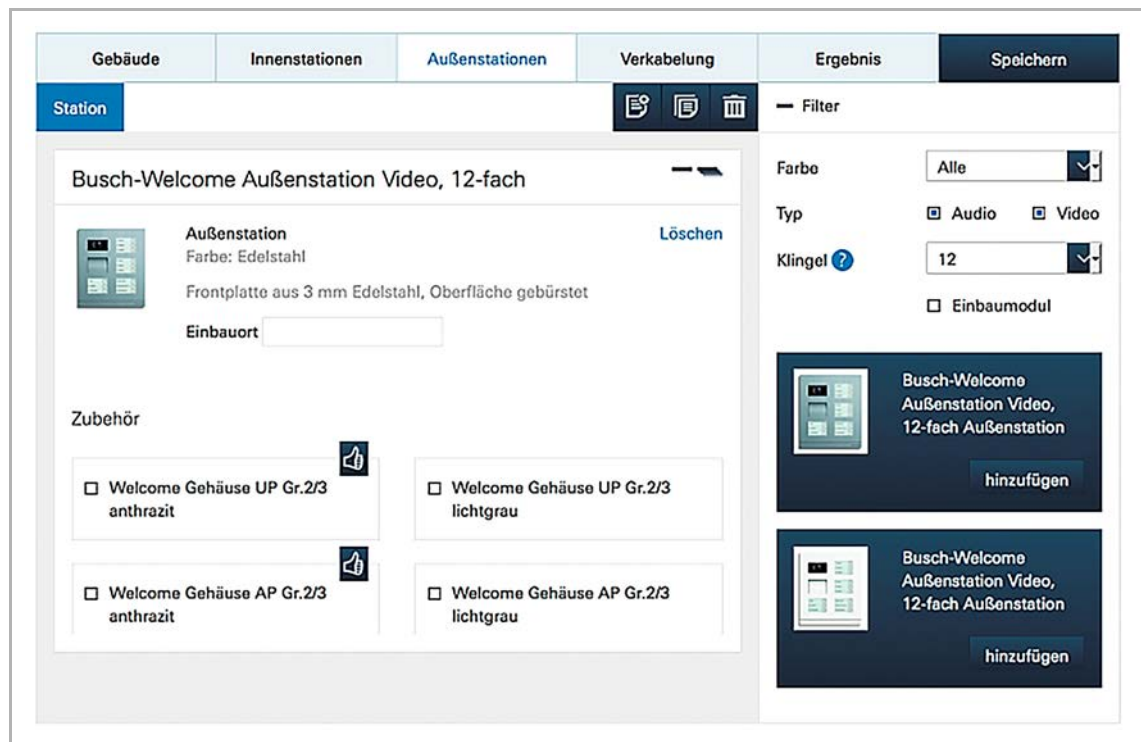 Gebäude
Innenstationen
Außenstationen
Verkabelung
Ergebnis
Speichern
Station
Filter
Busch-Welcome Außenstation Video, 12-fach
Außenstation
Löschen
Farbe: Edelstahl
Frontplatte aus 3 mm Edelstahl, Oberfläche gebürstet
Einbauort
Zubehör
Welcome Gehäuse UP Gr.2/3
anthrazit
Welcome Gehäuse UP Gr.2/3
lichtgrau
Welcome Gehäuse AP Gr.2/3
anthrazit
Welcome Gehäuse AP Gr.2/3
lichtgrau
Farbe
Alle
Typ
Audio
Video
Klingel ?
12
Einbaumodul
Busch-Welcome
Außenstation Video,
12-fach Außenstation
hinzufügen
Busch-Welcome
Außenstation Video,
12-fach Außenstation
hinzufügen